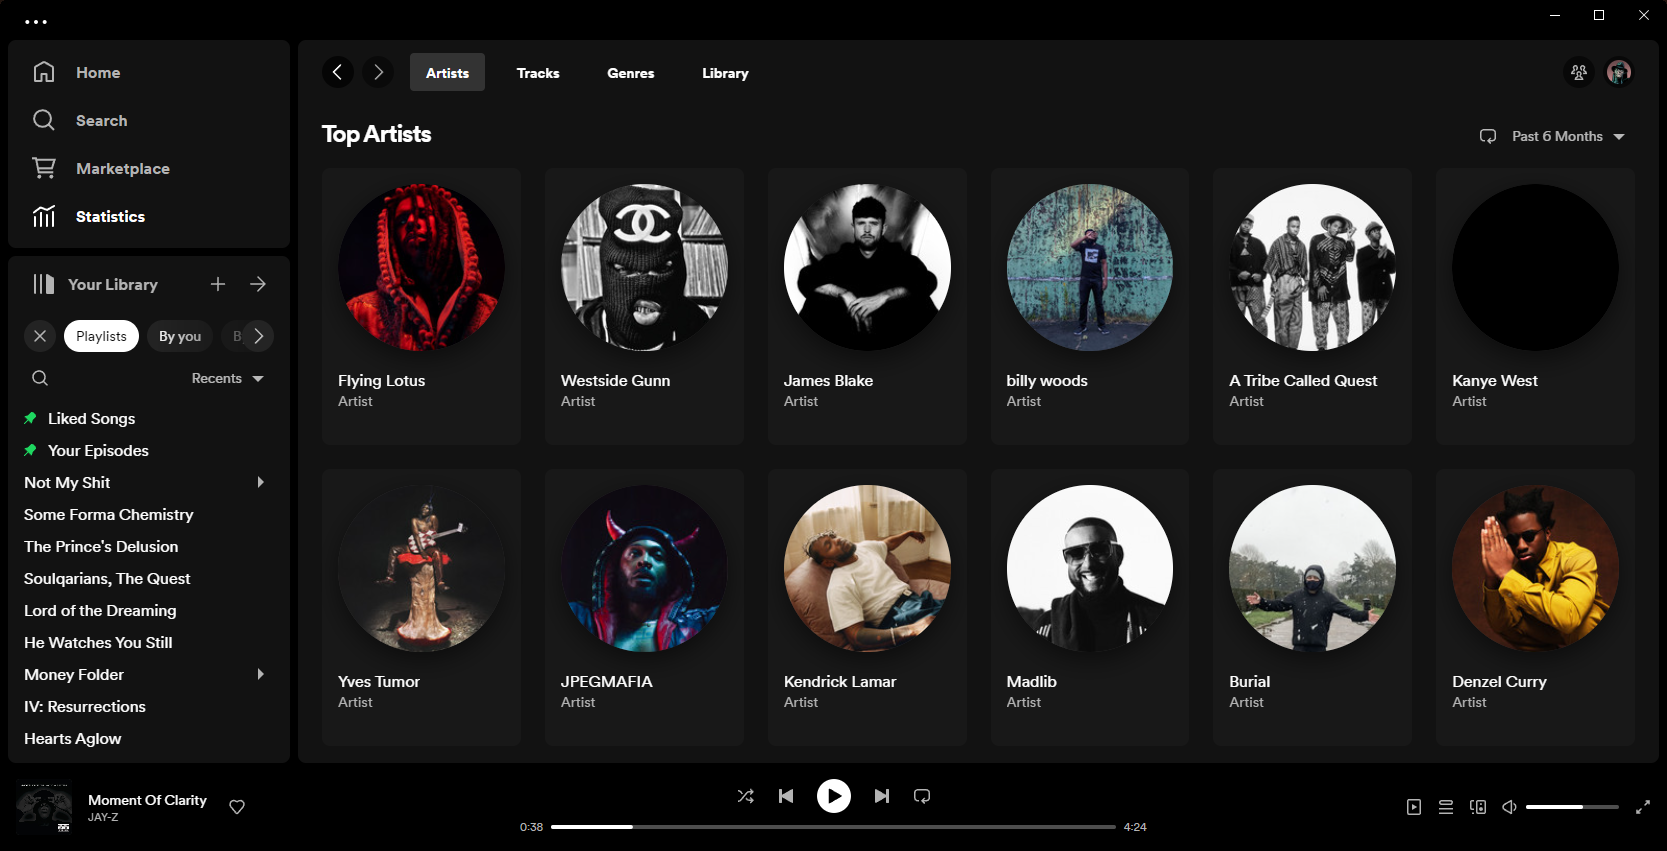 Home
Search
Marketplace
Statistics
Your Library
Playlists
By you
B
Recents
Liked Songs
Your Episodes
Not My Shit
Some Forma Chemistry
The Prince's Delusion
Soulqarians, The Quest
Lord of the Dreaming
He Watches You Still
Money Folder
IV: Resurrections
Hearts Aglow
Artists
Tracks
Genres
Library
Top Artists
Past 6 Months
Flying Lotus
Artist
Westside Gunn
Artist
James Blake
Artist
billy woods
Artist
A Tribe Called Quest
Artist
Kanye West
Artist
Yves Tumor
Artist
JPEGMAFIA
Artist
Kendrick Lamar
Artist
Madlib
Artist
Burial
Artist
Denzel Curry
Artist
Moment Of Clarity
JAY-Z
0:38
4:24